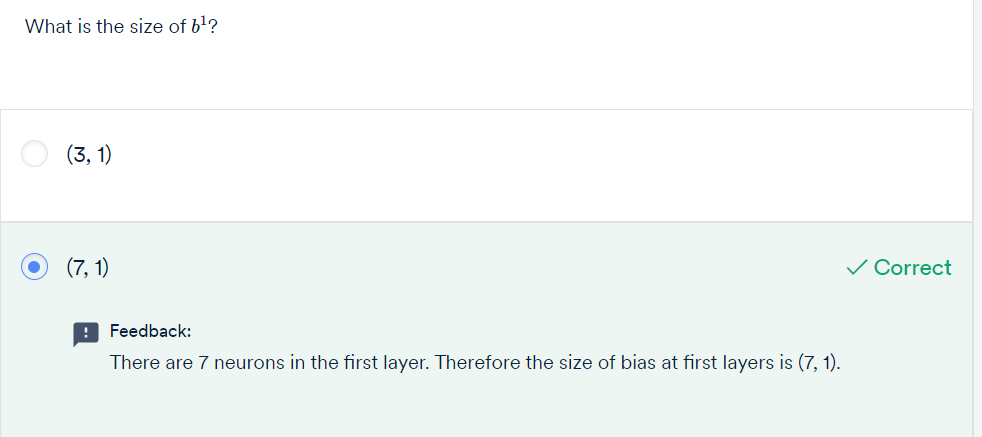 What is the size of b¹?
(3, 1)
(7, 1)
✓ Correct
Feedback:
There are 7 neurons in the first layer. Therefore the size of bias at first layers is (7, 1).